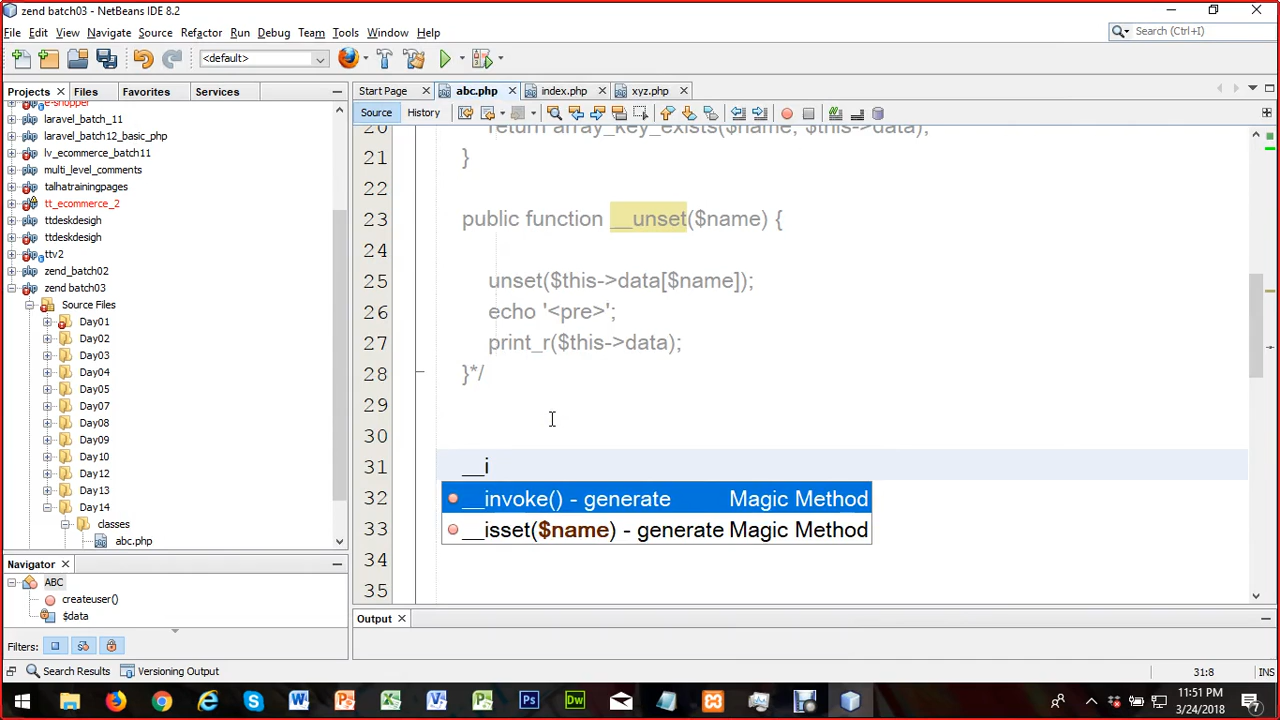 zend batch03 - NetBeans IDE 8.2
File Edit View Navigate Source Refactor Run Debug Team Tools Window Help
Search (Ctrl+I)
<default>
Projects Files Favorites Services
Start Page abc.php index.php xyz.php
Source History
e-shopper
laravel_batch_11
laravel_batch12_basic_php
lv_ecommerce_batch11
multi_level_comments
talhatrainingpages
tt_ecommerce_2
ttdeskdesigh
ttdeskdesigh
ttv2
zend_batch02
zend batch03
Source Files
Day01
Day02
Day03
Day04
Day05
Day07
Day08
Day09
Day10
Day12
Day13
Day14
classes
abc.php
20 return array_key_exists($name, $this->data);
21 }
22
23 public function __unset($name) {
24
25 unset($this->data[$name]);
26 echo '<pre>';
27 print_r($this->data);
28 }*/
29
30
31 __i
32
33
34
35
__invoke() - generate Magic Method
__isset($name) - generate Magic Method
Navigator
ABC
createuser()
$data
Filters:
Output
Search Results Versioning Output
31:8 INS
11:51 PM
3/24/2018
7